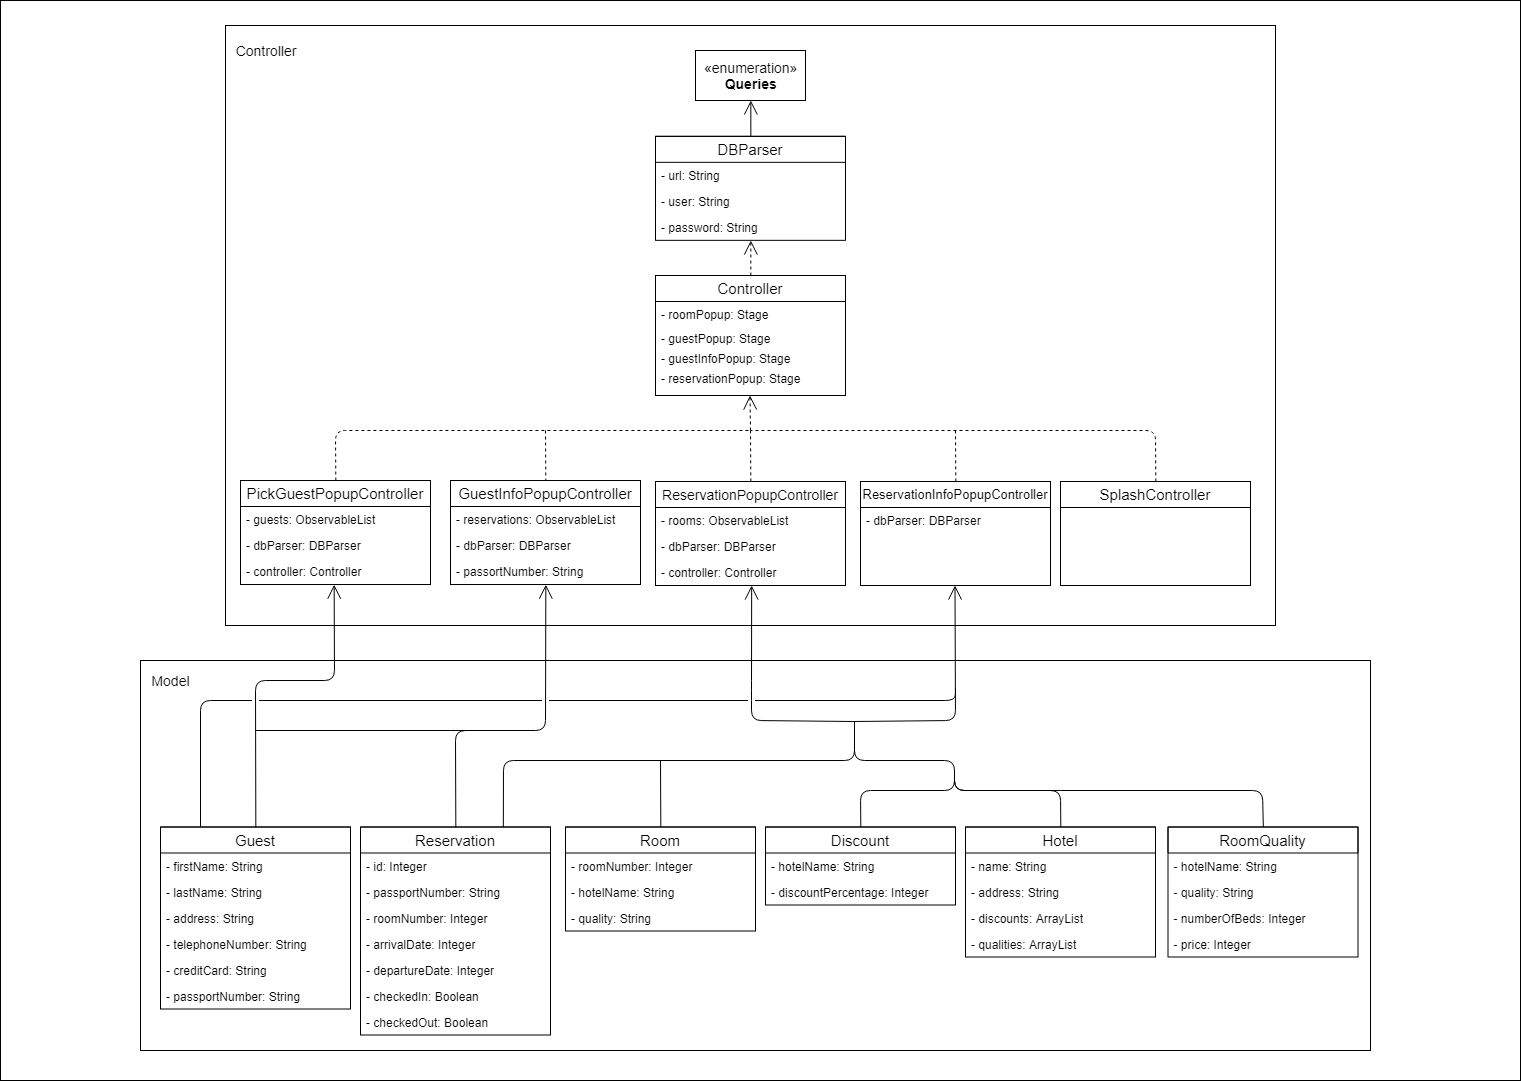 Controller
«enumeration»
Queries
DBParser
- url: String
- user: String
- password: String
Controller
- roomPopup: Stage
- guestPopup: Stage
- guestInfoPopup: Stage
- reservationPopup: Stage
PickGuestPopupController
- guests: ObservableList
- dbParser: DBParser
- controller: Controller
GuestInfoPopupController
- reservations: ObservableList
- dbParser: DBParser
- passortNumber: String
ReservationPopupController
- rooms: ObservableList
- dbParser: DBParser
- controller: Controller
ReservationInfoPopupController
- dbParser: DBParser
SplashController
Model
Guest
- firstName: String
- lastName: String
- address: String
- telephoneNumber: String
- creditCard: String
- passportNumber: String
Reservation
- id: Integer
- passportNumber: String
- roomNumber: Integer
- arrivalDate: Integer
- departureDate: Integer
- checkedIn: Boolean
- checkedOut: Boolean
Room
- roomNumber: Integer
- hotelName: String
- quality: String
Discount
- hotelName: String
- discountPercentage: Integer
Hotel
- name: String
- address: String
- discounts: ArrayList
- qualities: ArrayList
RoomQuality
- hotelName: String
- quality: String
- numberOfBeds: Integer
- price: Integer